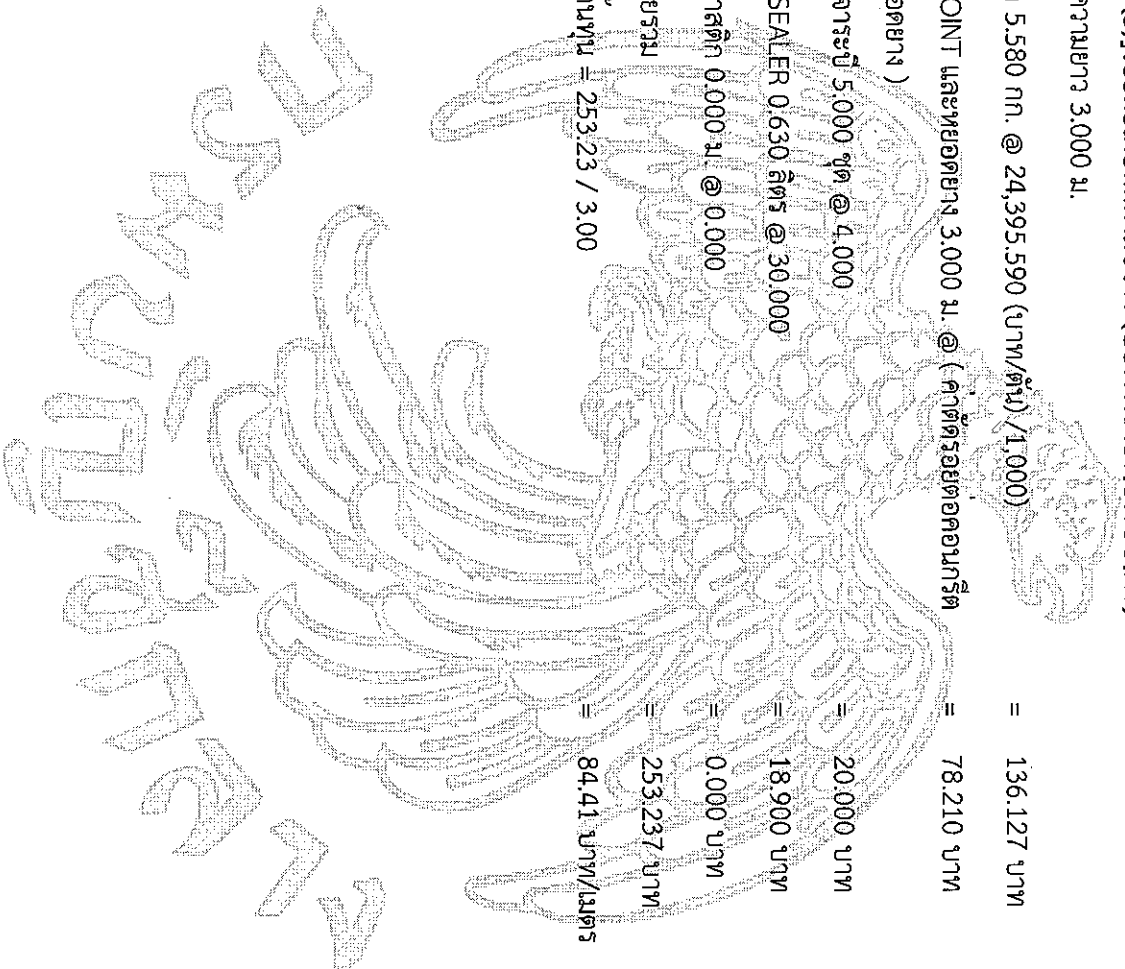 ความยาว 3.000 ม.
5.580 กก. @ 24,395.590 (บาท/ตัน)/1,000) = 136.127 บาท
OINT และหยอดยาง 3.000 ม. @ ( ค่าตัดรอยต่อคอนกรีต = 78.210 บาท
อดยาง )
จาระบี 5.000 ชุด @ 4.000 = 20.000 บาท
SEALER 0.630 ลิตร @ 30.000 = 18.900 บาท
าสติก 0.000 ม. @ 0.000 = 0.000 บาท
ยรวม = 253.237 บาท
านทุน = 253.23 / 3.00 = 84.41 บาท/เมตร